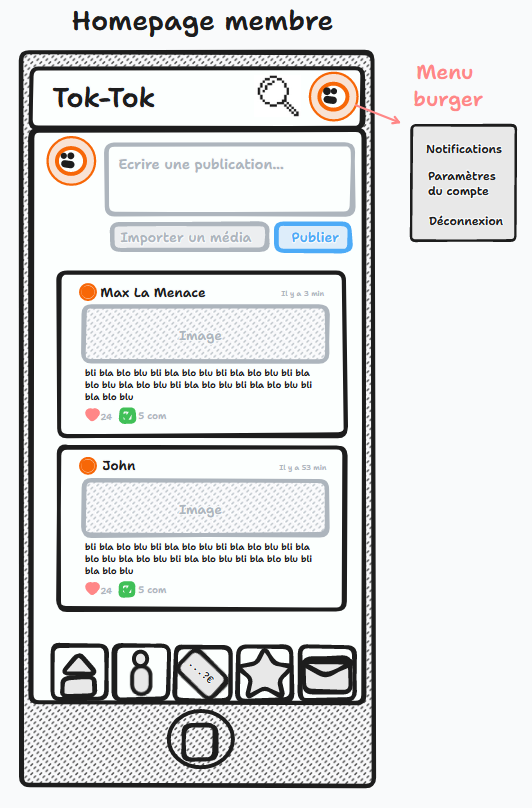 Homepage membre
Menu
burger
Tok-Tok
Notifications
Paramètres
du compte
Déconnexion
Ecrire une publication...
Importer un média
Publier
Max La Menace
Il y a 3 min
Image
bli bla blo blu bli bla blo blu bli bla blo blu bli bla
blo blu bla blo blu bli bla blo blu bli bla blo blu bli
bla blo blu
24
5 com
John
Il y a 53 min
Image
bli bla blo blu bli bla blo blu bli bla blo blu bli bla
blo blu bla blo blu bli bla blo blu bli bla blo blu bli
bla blo blu
24
5 com
...?€